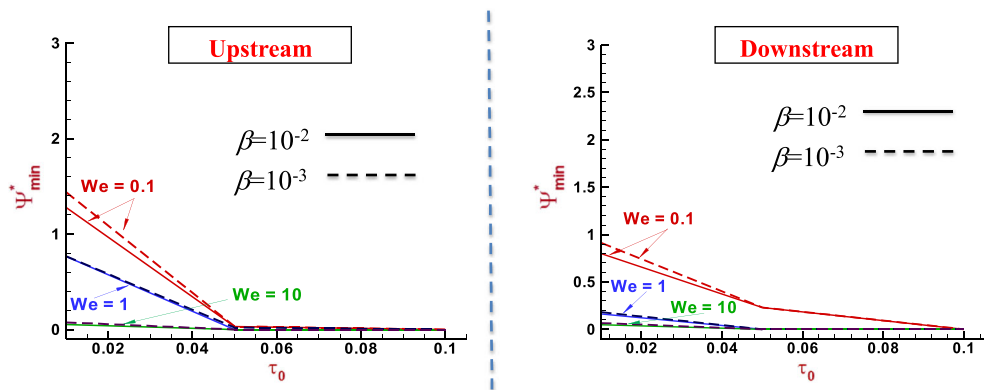 Upstream
3
2
1
0
Ψ*min
β=10-2
β=10-3
We = 0.1
We = 1
We = 10
0.02
0.04
0.06
0.08
0.1
τ0
Downstream
3
2.5
2
1.5
1
0.5
0
Ψ*min
β=10-2
β=10-3
We = 0.1
We = 1
We = 10
0.02
0.04
0.06
0.08
0.1
τ0